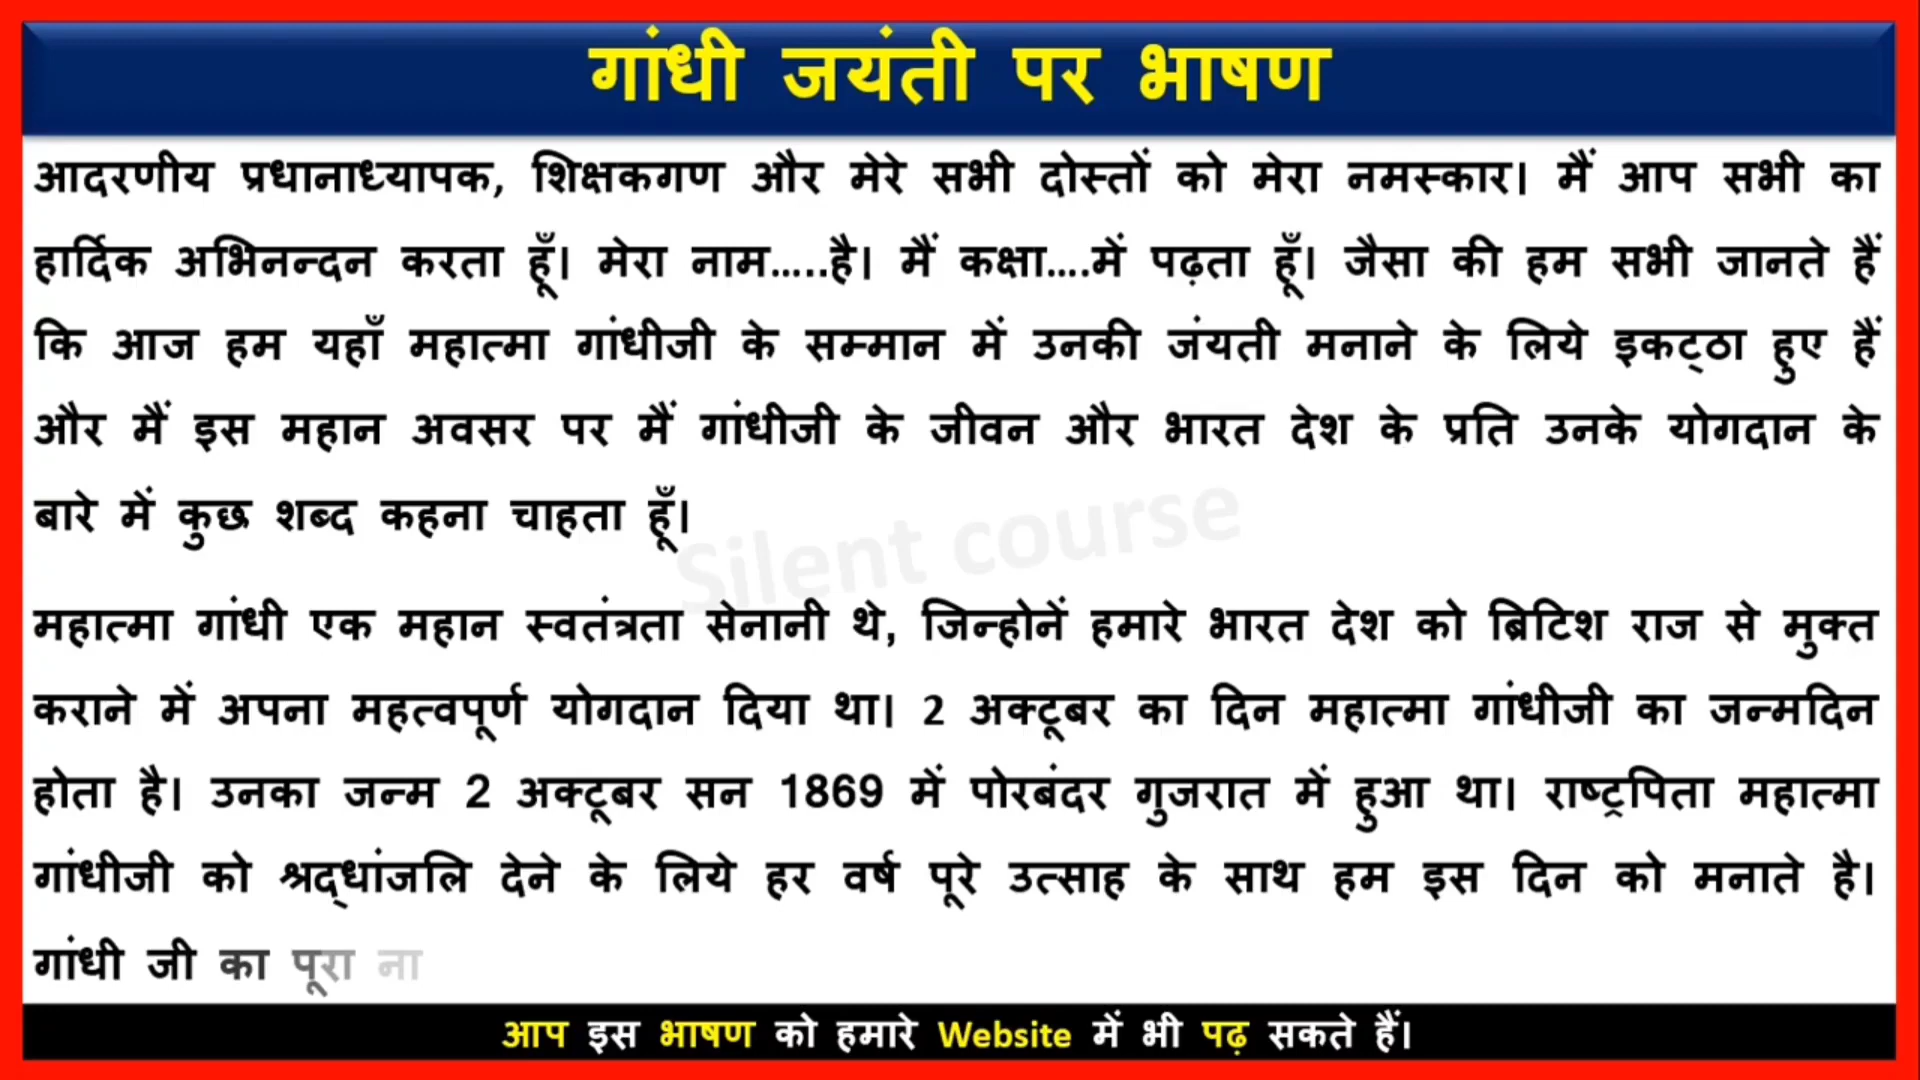 गांधी जयंती पर भाषण
आदरणीय प्रधानाध्यापक, शिक्षकगण और मेरे सभी दोस्तों को मेरा नमस्कार। मैं आप सभी का
हार्दिक अभिनन्दन करता हूँ। मेरा नाम.....है। मैं कक्षा....में पढ़ता हूँ। जैसा की हम सभी जानते हैं
कि आज हम यहाँ महात्मा गांधीजी के सम्मान में उनकी जंयती मनाने के लिये इकट्ठा हुए हैं
और मैं इस महान अवसर पर मैं गांधीजी के जीवन और भारत देश के प्रति उनके योगदान के
बारे में कुछ शब्द कहना चाहता हूँ।
Silent course
महात्मा गांधी एक महान स्वतंत्रता सेनानी थे, जिन्होनें हमारे भारत देश को ब्रिटिश राज से मुक्त
कराने में अपना महत्वपूर्ण योगदान दिया था। 2 अक्टूबर का दिन महात्मा गांधीजी का जन्मदिन
होता है। उनका जन्म 2 अक्टूबर सन 1869 में पोरबंदर गुजरात में हुआ था। राष्ट्रपिता महात्मा
गांधीजी को श्रद्धांजलि देने के लिये हर वर्ष पूरे उत्साह के साथ हम इस दिन को मनाते है।
गांधी जी का पूरा ना
आप इस भाषण को हमारे Website में भी पढ़ सकते हैं।